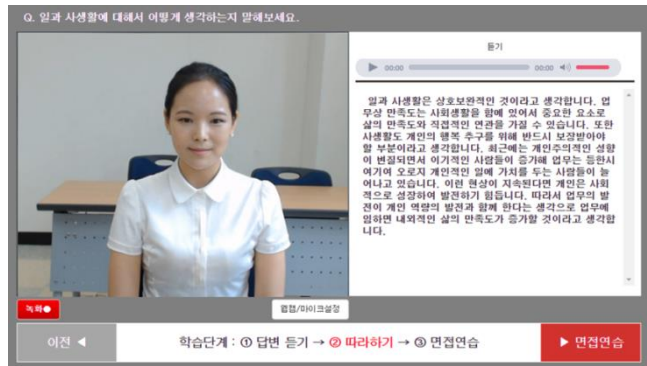 Q. 일과 사생활에 대해서 어떻게 생각하는지 말해보세요.
듣기
00:00
00:00
일과 사생활은 상호보완적인 것이라고 생각합니다. 업
무상 만족도는 사회생활을 함에 있어서 중요한 요소로
삶의 만족도와 직접적인 연관을 가질 수 있습니다. 또한
사생활도 개인의 행복 추구를 위해 반드시 보장받아야
할 부분이라고 생각합니다. 최근에는 개인주의적인 성향
이 변질되면서 이기적인 사람들이 증가해 업무는 등한시
여기여 오로지 개인적인 일에 가치를 두는 사람들이 늘
어나고 있습니다. 이런 현상이 지속된다면 개인은 사회
적으로 성장하여 발전하기 힘듭니다. 따라서 업무의 발
전이 개인 역량의 발전과 함께 한다는 생각으로 업무에
임하면 내외적인 삶의 만족도가 증가할 것이라고 생각합
니다.
녹화●
웹캠/마이크설정
이전 ◀
학습단계 : ① 답변 듣기 → ② 따라하기 → ③ 면접연습
▶ 면접연습